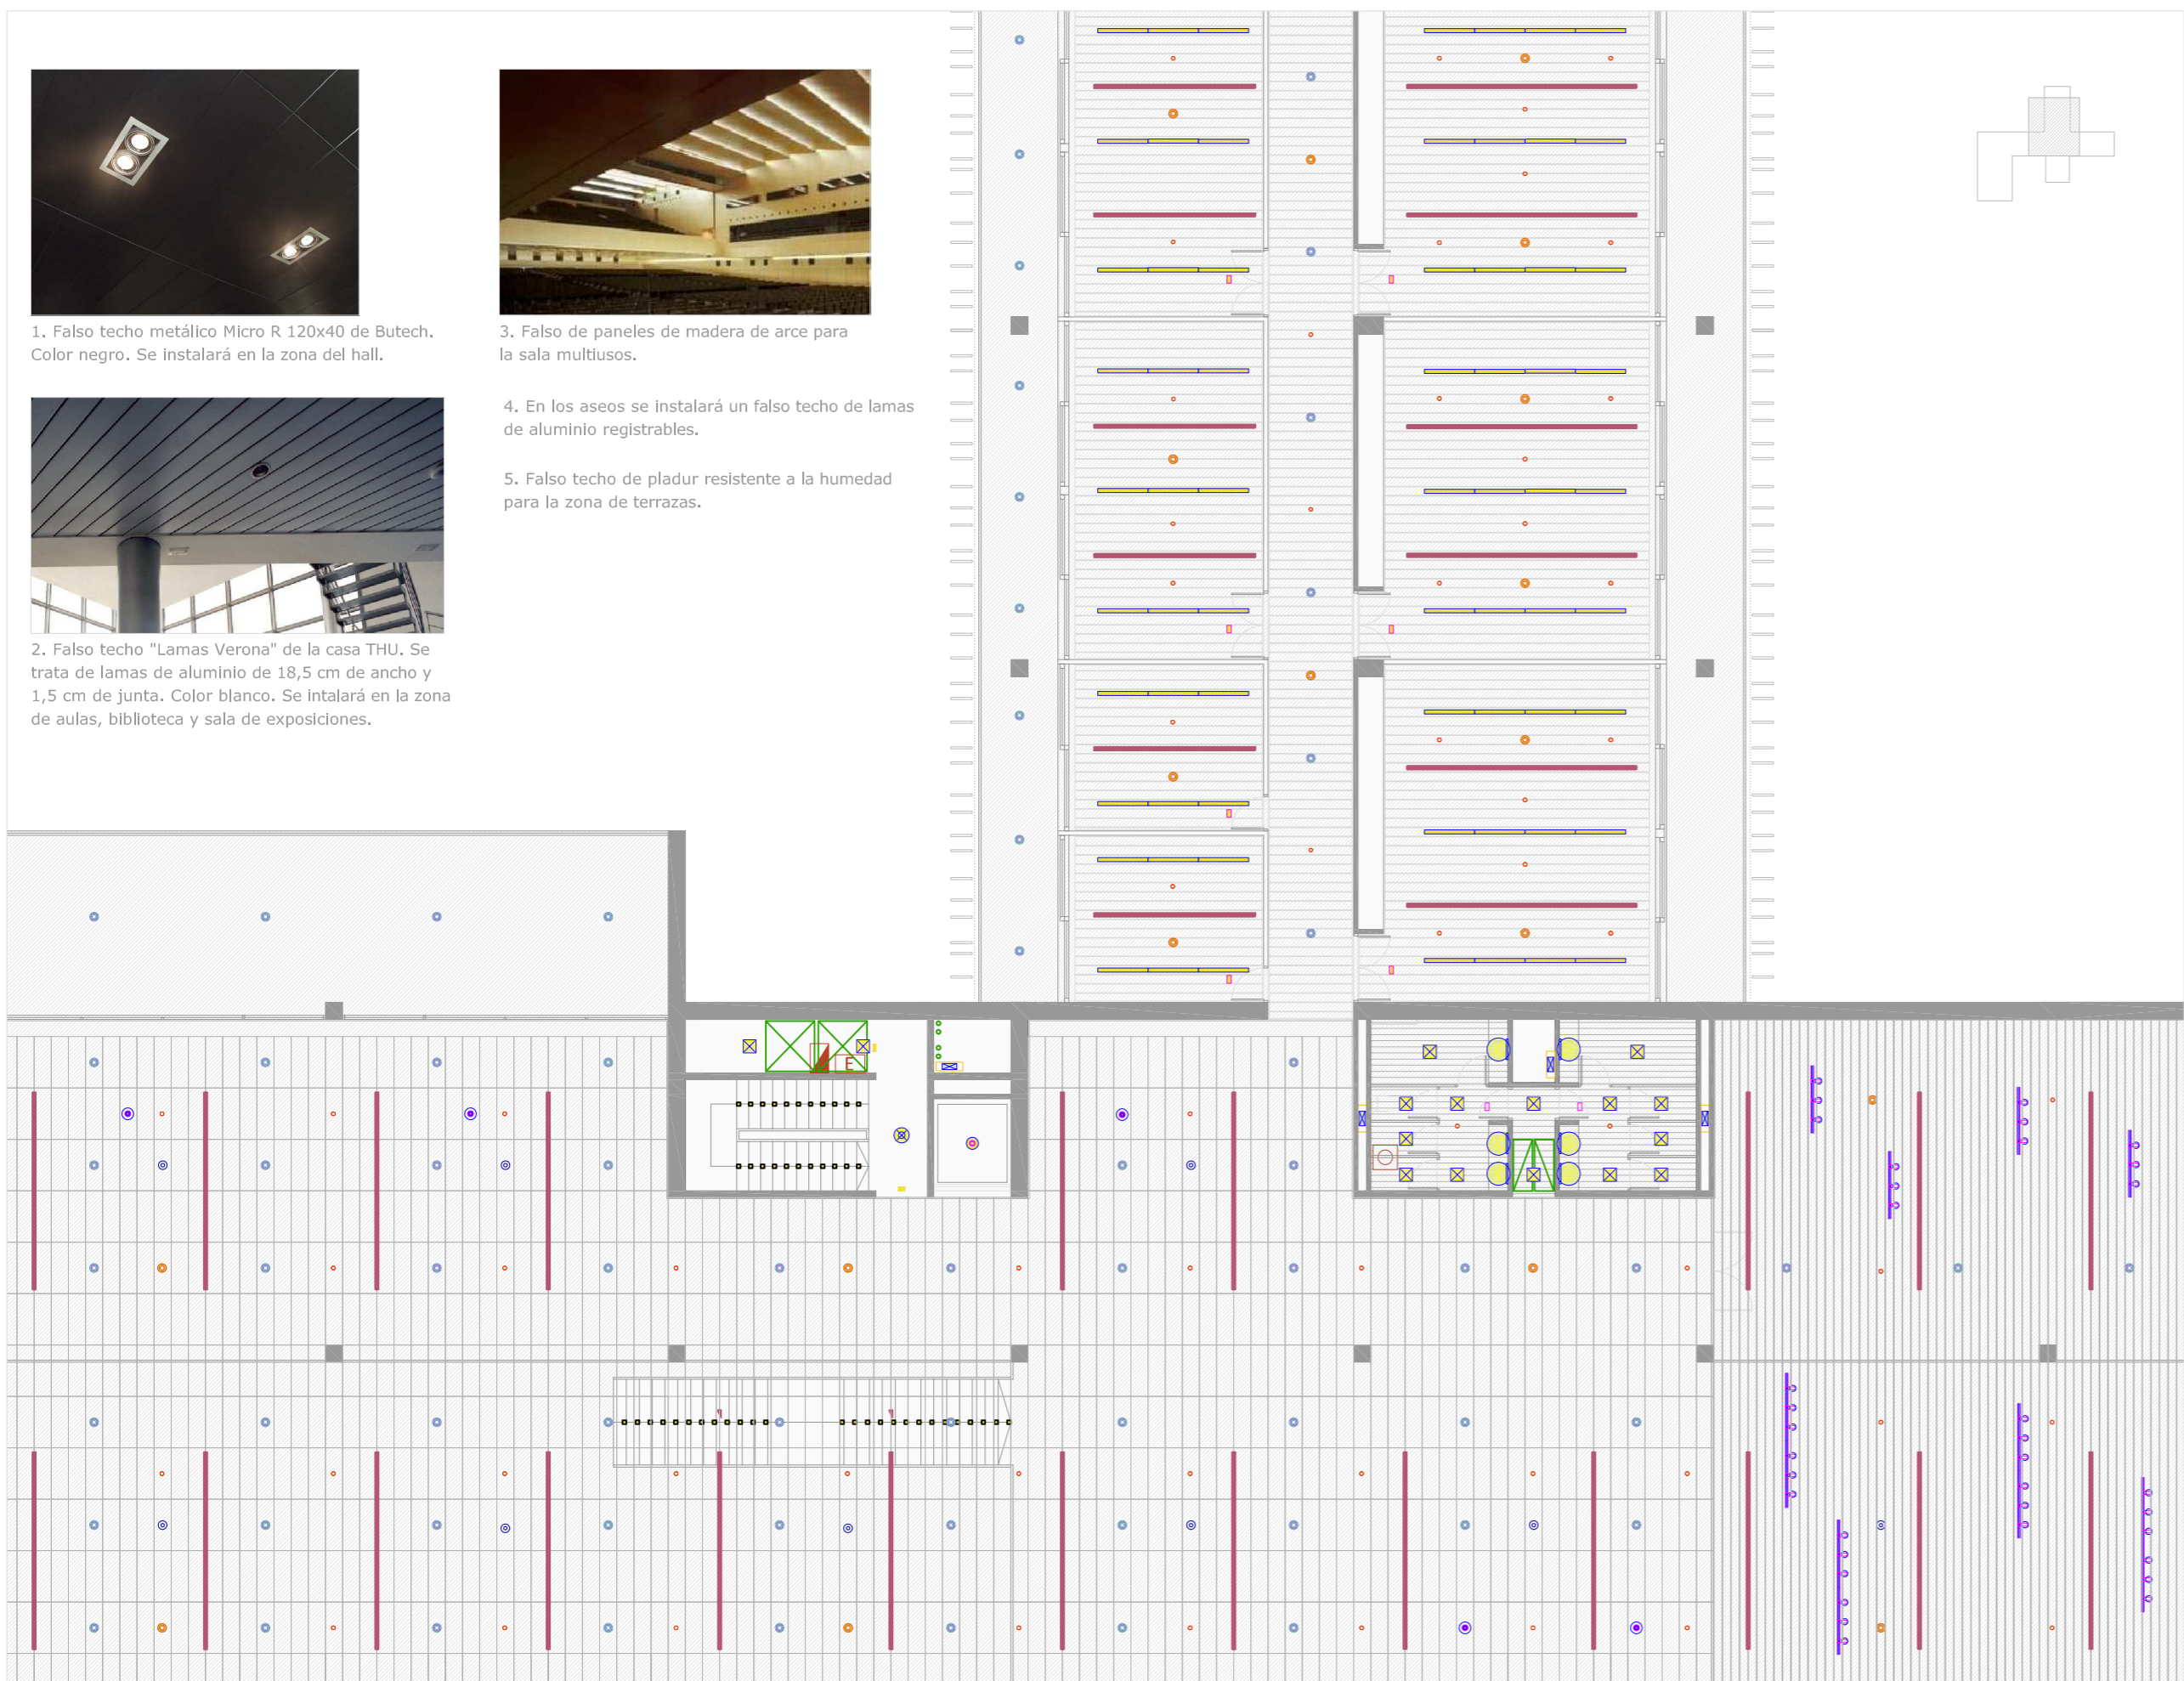 1. Falso techo metálico Micro R 120x40 de Butech.
Color negro. Se instalará en la zona del hall.
2. Falso techo "Lamas Verona" de la casa THU. Se
trata de lamas de aluminio de 18,5 cm de ancho y
1,5 cm de junta. Color blanco. Se intalará en la zona
de aulas, biblioteca y sala de exposiciones.
3. Falso de paneles de madera de arce para
la sala multiusos.
4. En los aseos se instalará un falso techo de lamas
de aluminio registrables.
5. Falso techo de pladur resistente a la humedad
para la zona de terrazas.
E